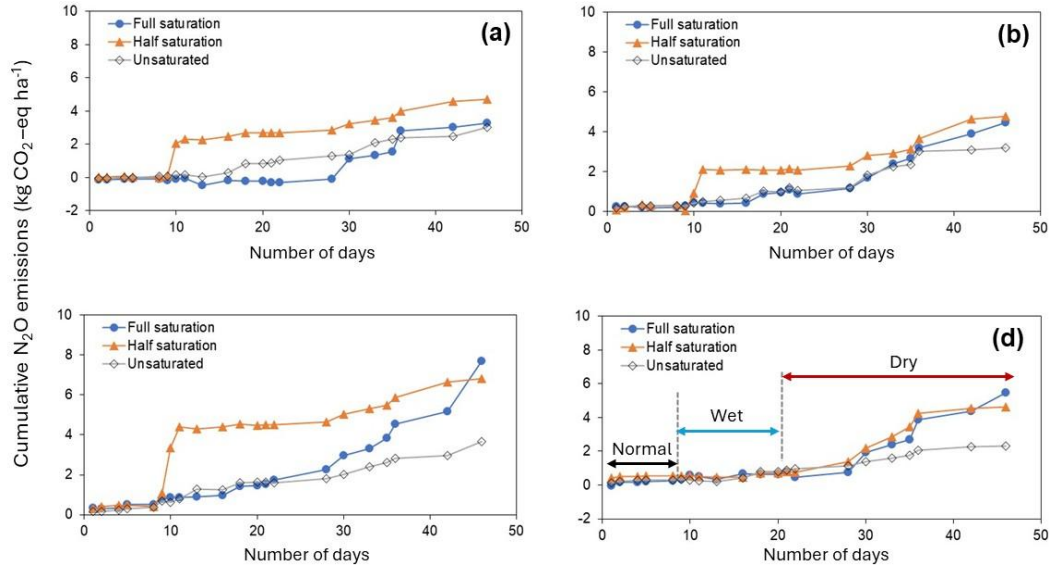 Cumulative N₂O emissions (kg CO₂–eq ha⁻¹)
(a)
Full saturation
Half saturation
Unsaturated
10
8
6
4
2
0
-2
0 10 20 30 40 50
Number of days
(b)
Full saturation
Half saturation
Unsaturated
10
8
6
4
2
0
0 10 20 30 40 50
Number of days
Full saturation
Half saturation
Unsaturated
10
8
6
4
2
0
0 10 20 30 40 50
Number of days
(d)
Full saturation
Half saturation
Unsaturated
Dry
Wet
Normal
10
8
6
4
2
0
-2
0 10 20 30 40 50
Number of days